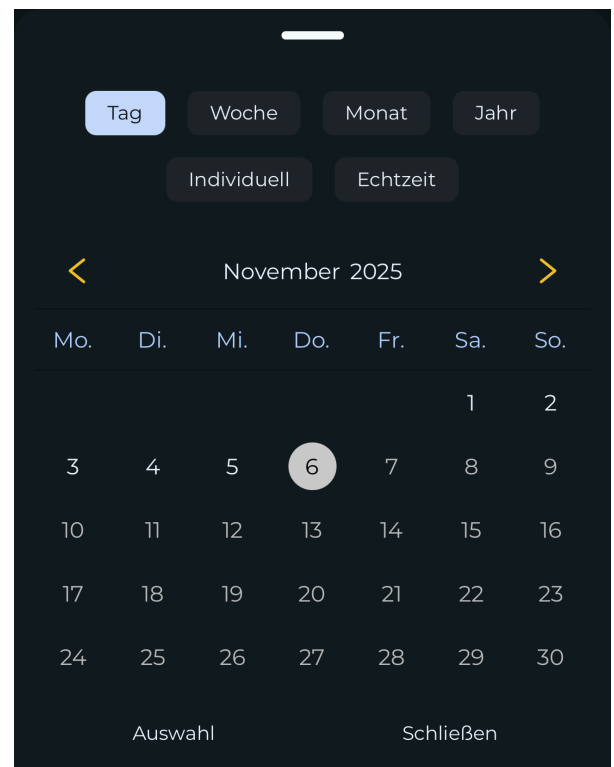 Tag Woche Monat Jahr
Individuell Echtzeit
November 2025
Mo. Di. Mi. Do. Fr. Sa. So.
1 2
3 4 5 6 7 8 9
10 11 12 13 14 15 16
17 18 19 20 21 22 23
24 25 26 27 28 29 30
Auswahl Schließen